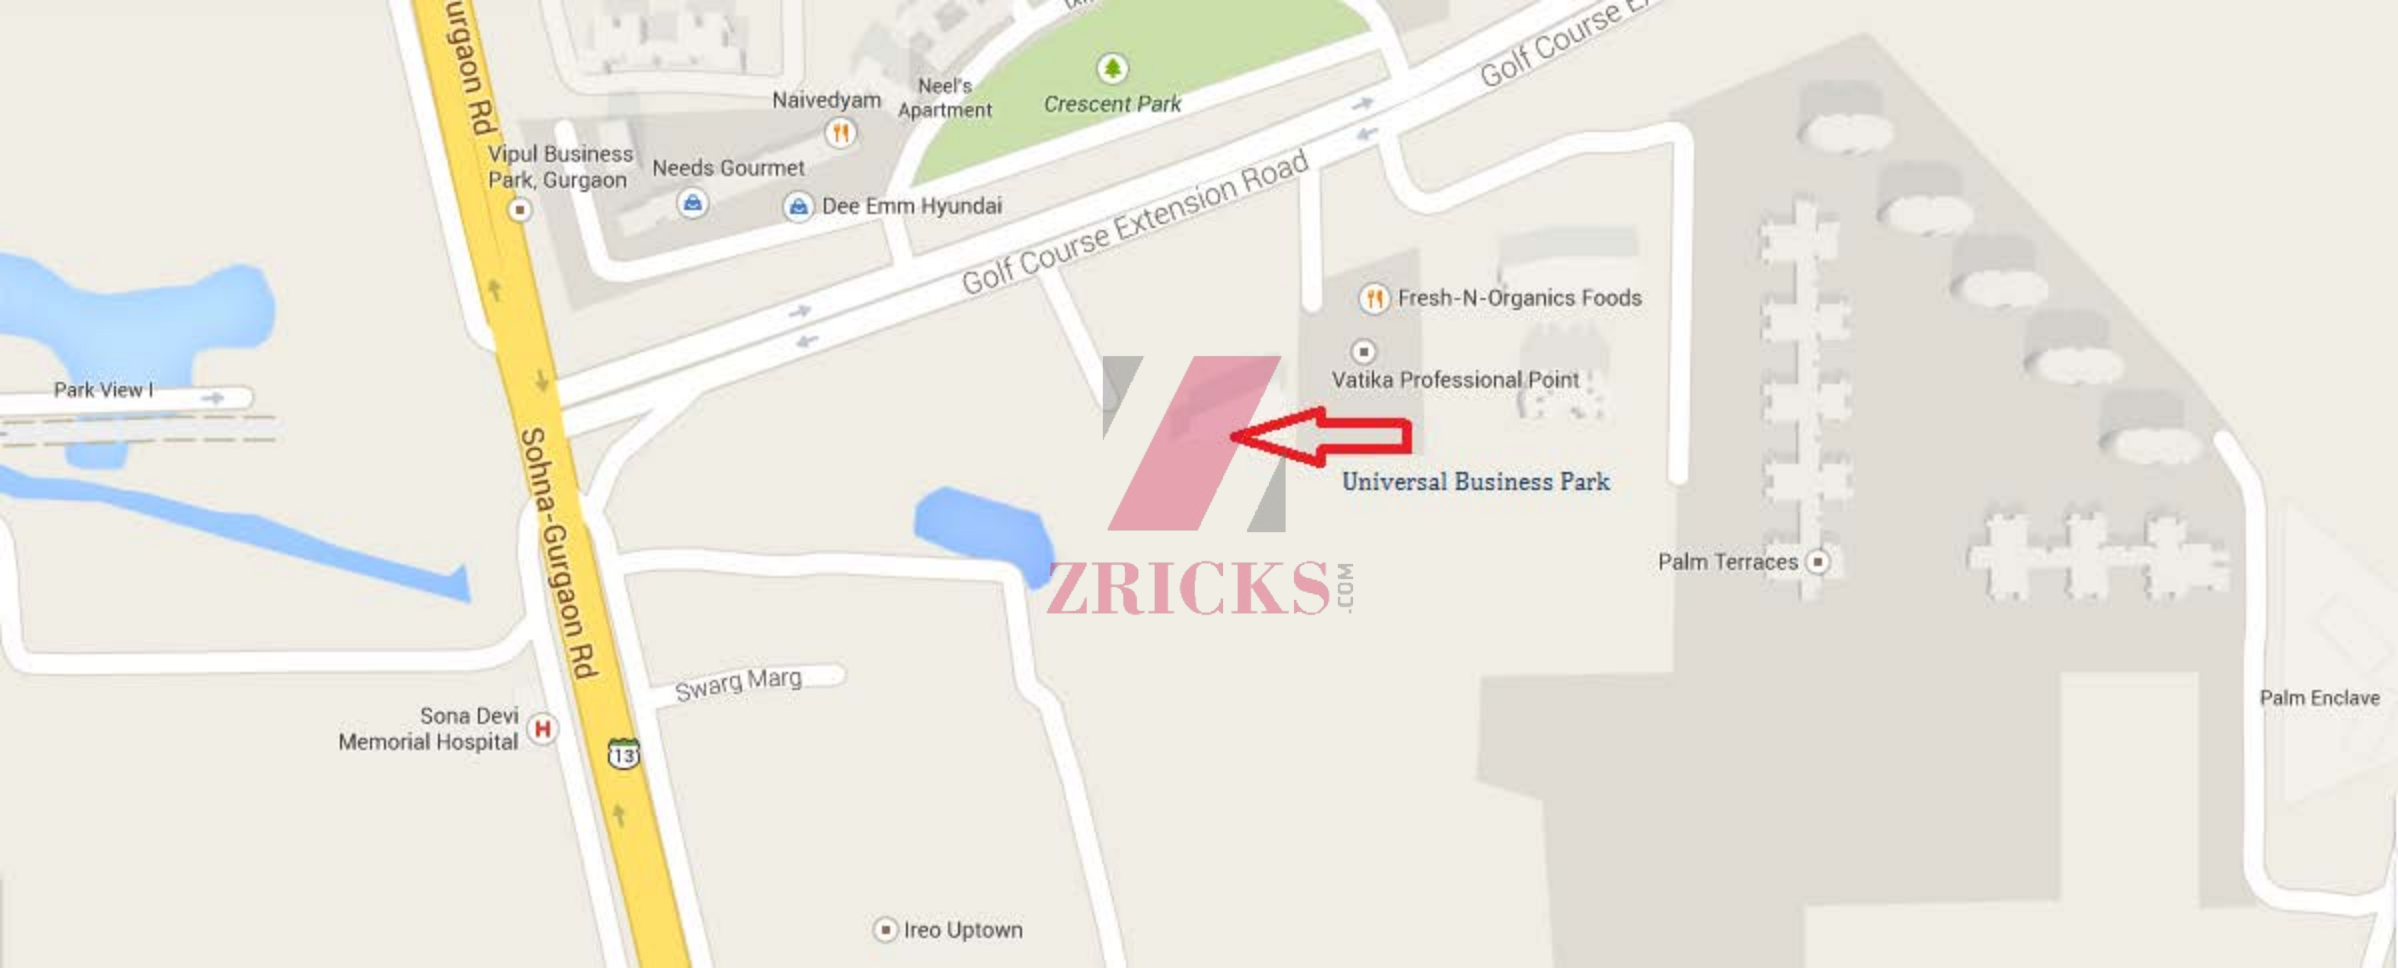 urgaon Rd
Golf Course E
Crescent Park
Neel's
Apartment
Naivedyam
Vipul Business
Park, Gurgaon
Needs Gourmet
Dee Emm Hyundai
Golf Course Extension Road
Fresh-N-Organics Foods
Vatika Professional Point
Park View I
Universal Business Park
Sohna-Gurgaon Rd
ZRICKS
.COM
Palm Terraces
Swarg Marg
Palm Enclave
Sona Devi
Memorial Hospital
H
13
Ireo Uptown